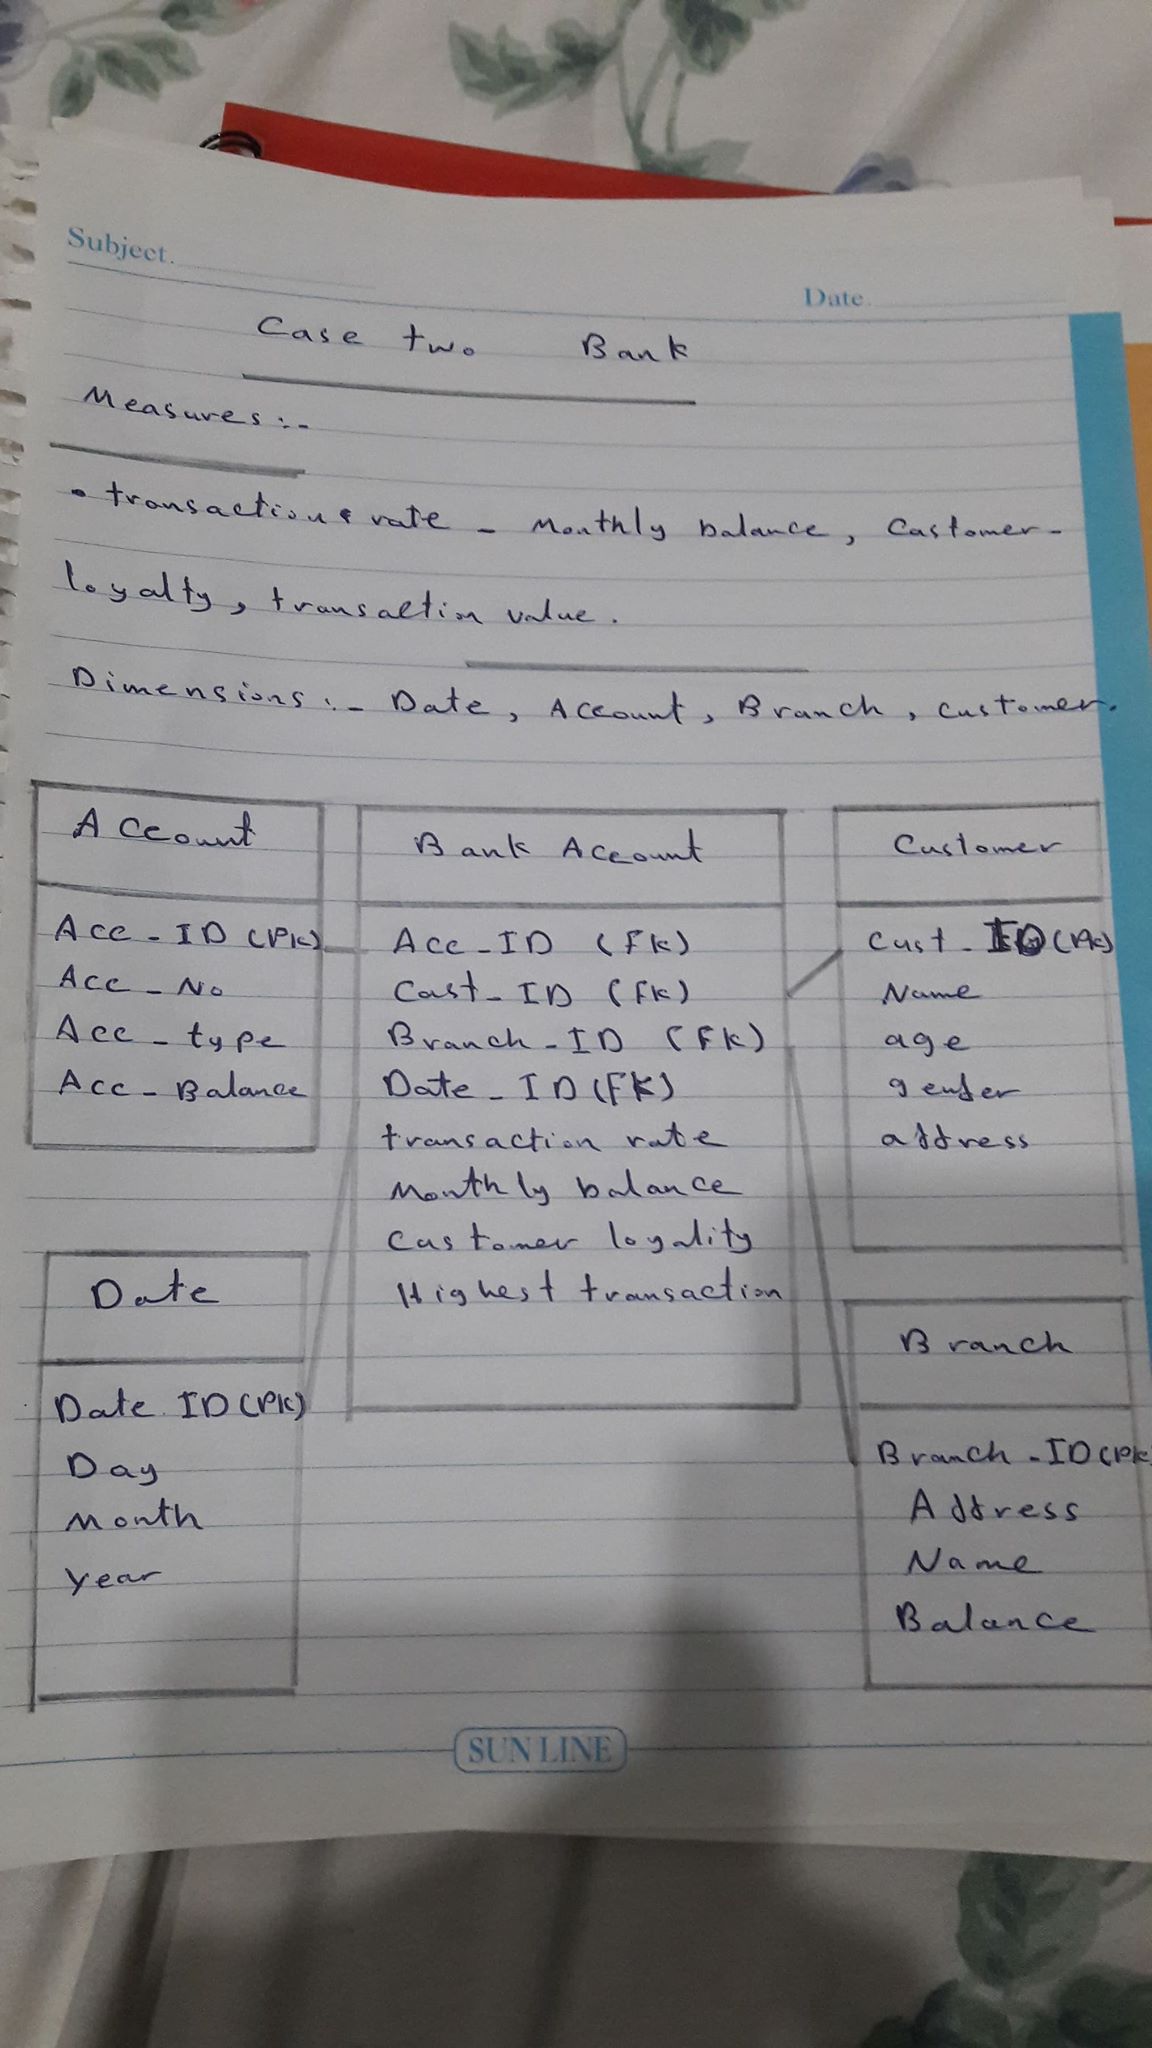 Subject.
Date.
Case two Bank
Measures:-
• transaction rate - Monthly balance, Castomer-
loyalty, transaction value.
Dimensions:- Date, Account, Branch, Customer.
Account
Acc-ID (PK)
Acc-No
Acc-type
Acc-Balance
Bank Account
Acc-ID (FK)
Cast-ID (FK)
Branch-ID (FK)
Date-ID (FK)
transaction rate
Monthly balance
Castomer loyality
Highest transaction
Customer
Cust-ID (PK)
Name
age
gender
address
Date
Date ID (PK)
Day
Month
Year
Branch
Branch-ID (PK
Address
Name
Balance
SUN LINE